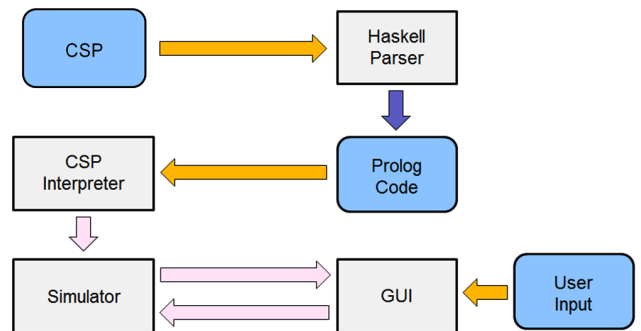 CSP
Haskell
Parser
CSP
Interpreter
Prolog
Code
Simulator
GUI
User
Input